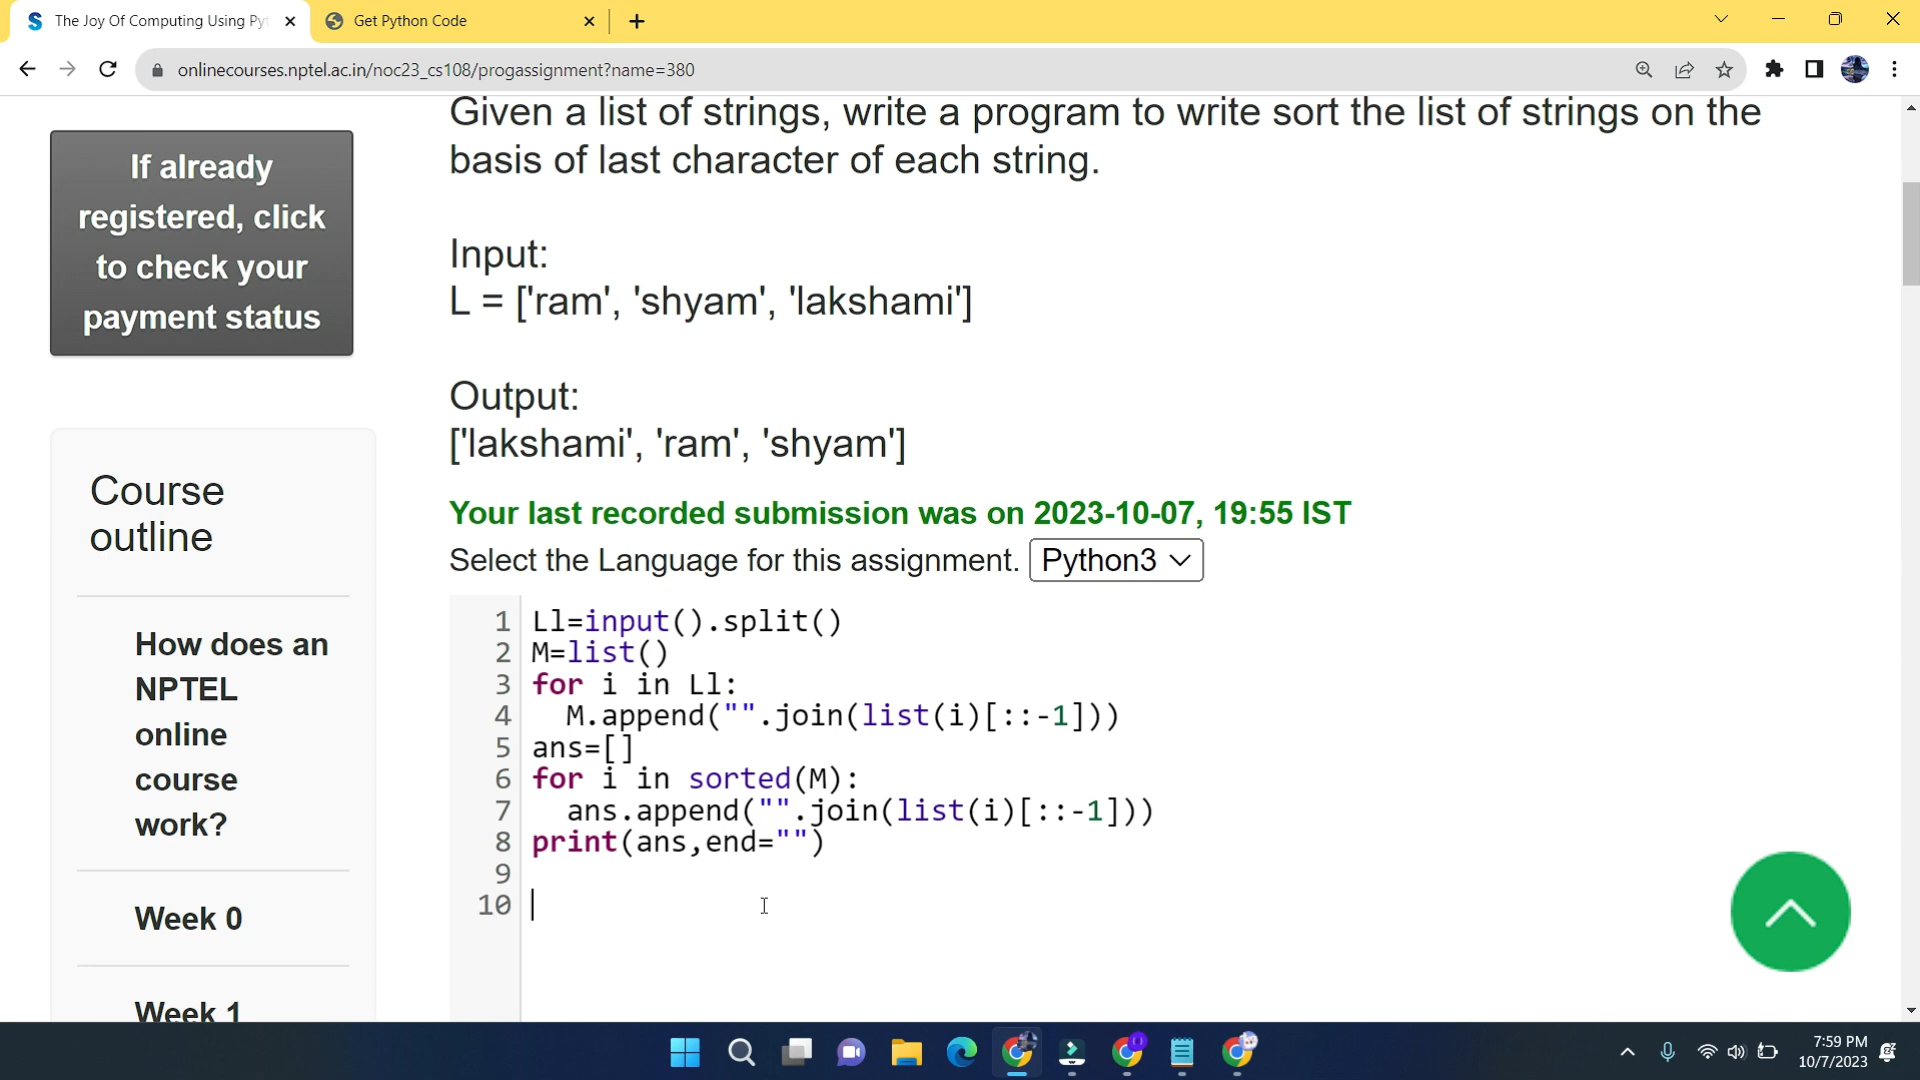 The Joy Of Computing Using Pyt
Get Python Code
onlinecourses.nptel.ac.in/noc23_cs108/progassignment?name=380
If already
registered, click
to check your
payment status
Course
outline
How does an
NPTEL
online
course
work?
Week 0
Week 1
Given a list of strings, write a program to write sort the list of strings on the
basis of last character of each string.
Input:
L = ['ram', 'shyam', 'lakshami']
Output:
['lakshami', 'ram', 'shyam']
Your last recorded submission was on 2023-10-07, 19:55 IST
Select the Language for this assignment. Python3
1 Ll=input().split()
2 M=list()
3 for i in Ll:
4   M.append("".join(list(i)[::-1]))
5 ans=[]
6 for i in sorted(M):
7   ans.append("".join(list(i)[::-1]))
8 print(ans,end="")
9
10
7:59 PM
10/7/2023